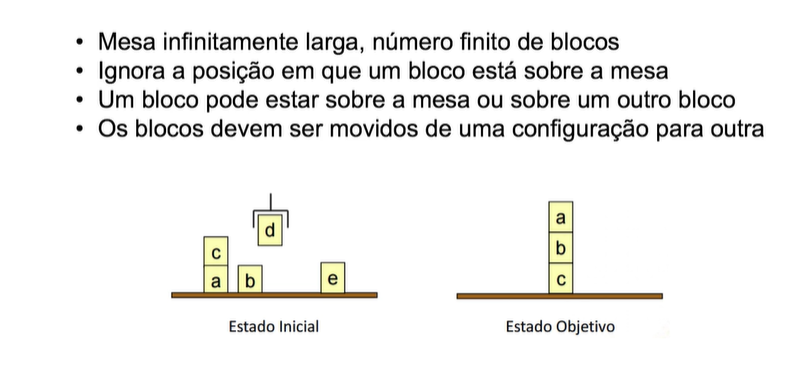 • Mesa infinitamente larga, número finito de blocos
• Ignora a posição em que um bloco está sobre a mesa
• Um bloco pode estar sobre a mesa ou sobre um outro bloco
• Os blocos devem ser movidos de uma configuração para outra
d
c
a b e
a
b
c
Estado Inicial
Estado Objetivo